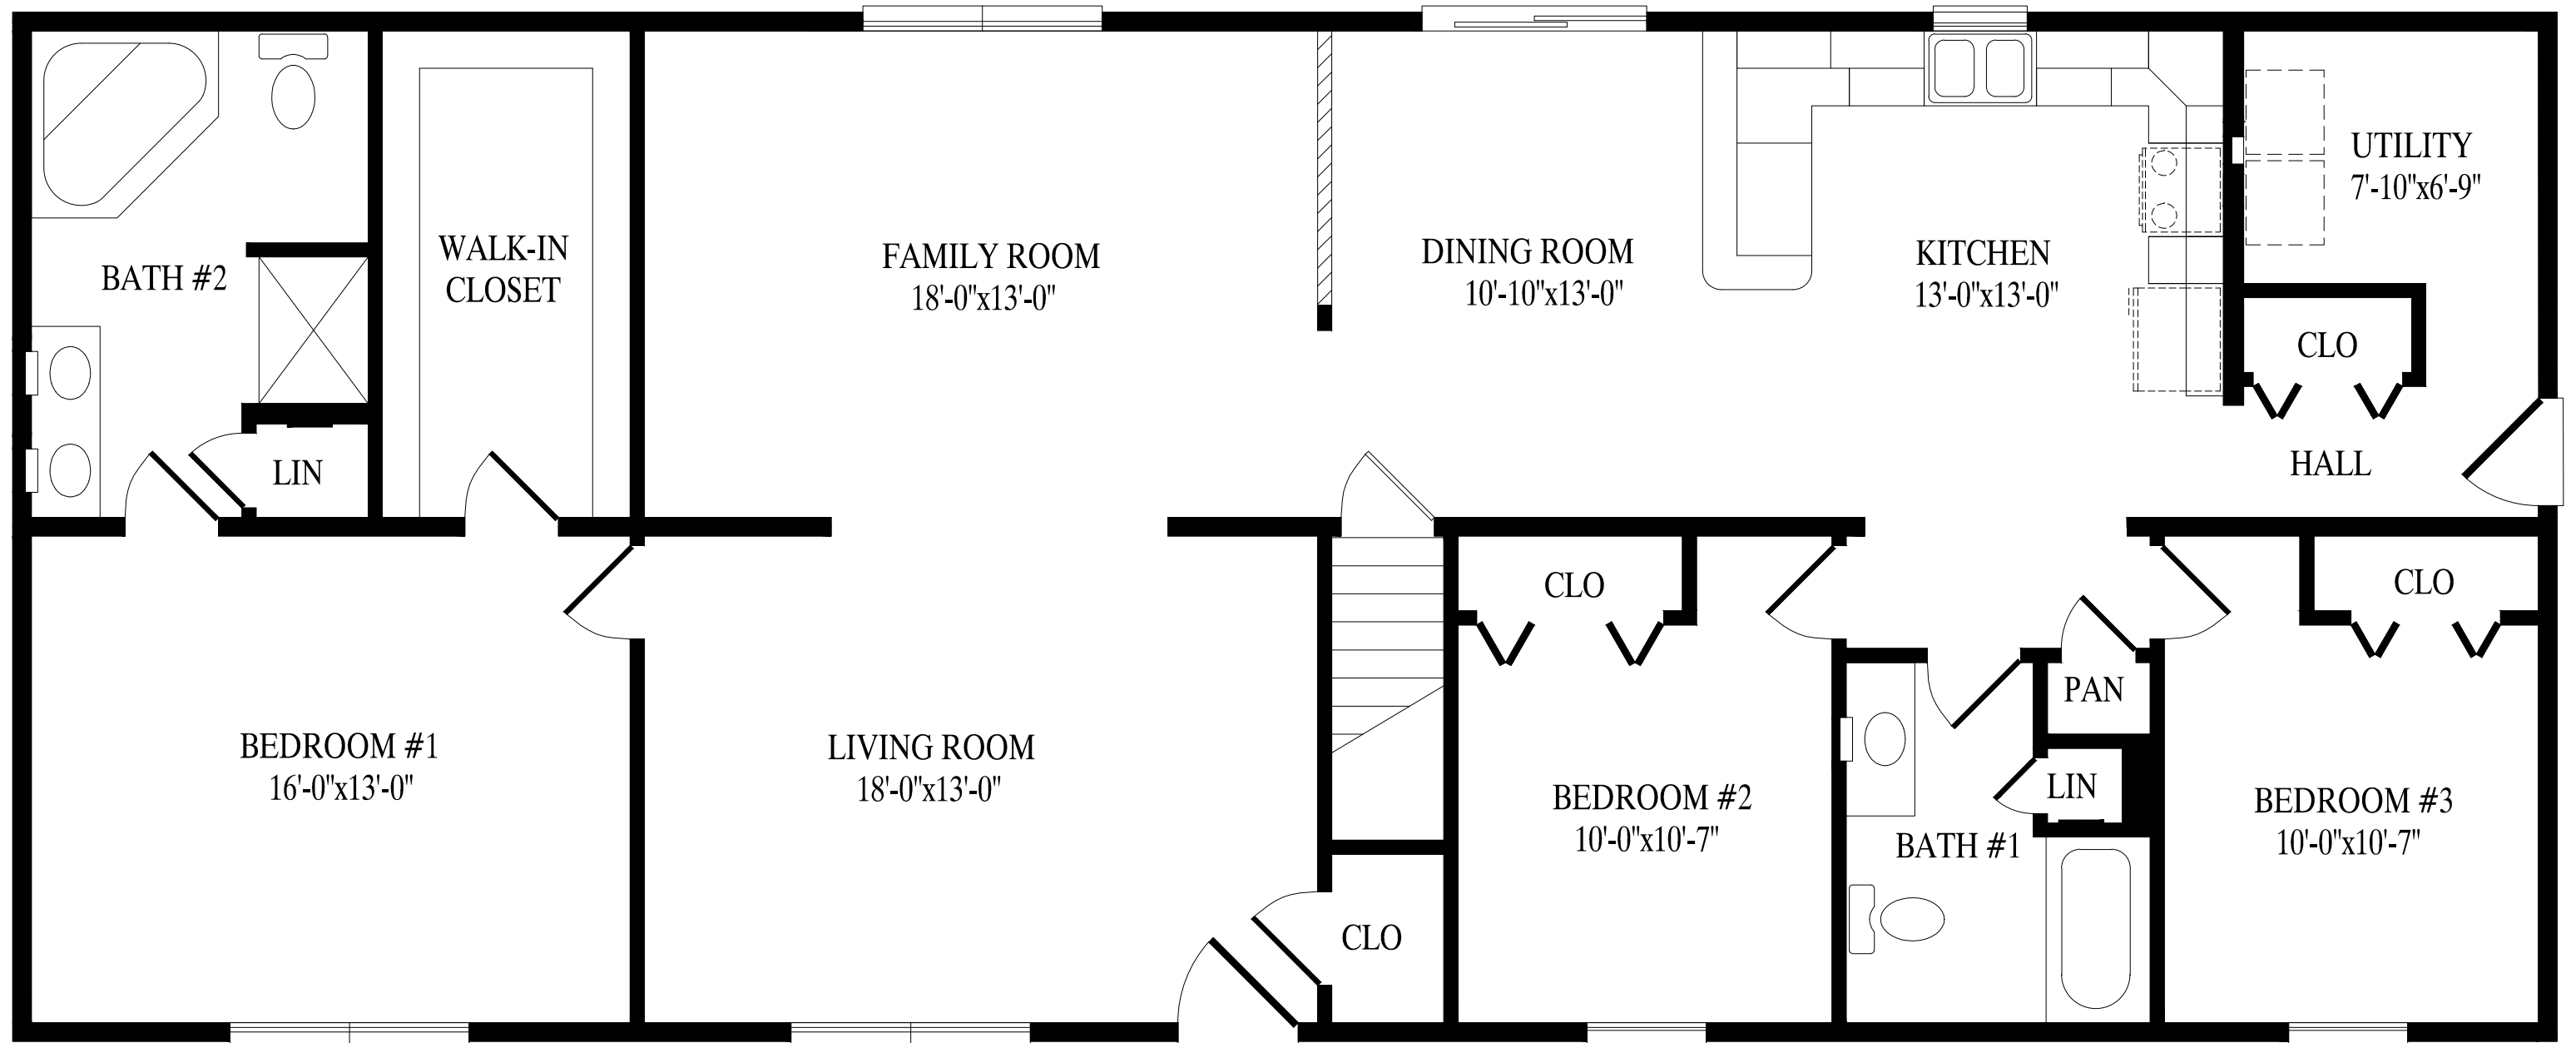 UTILITY
7'-10"x6'-9"
WALK-IN
CLOSET
FAMILY ROOM
18'-0"x13'-0"
DINING ROOM
10'-10"x13'-0"
KITCHEN
13'-0"x13'-0"
BATH #2
CLO
LIN
HALL
CLO
CLO
PAN
BEDROOM #1
16'-0"x13'-0"
LIVING ROOM
18'-0"x13'-0"
BEDROOM #2
10'-0"x10'-7"
LIN
BEDROOM #3
10'-0"x10'-7"
BATH #1
CLO